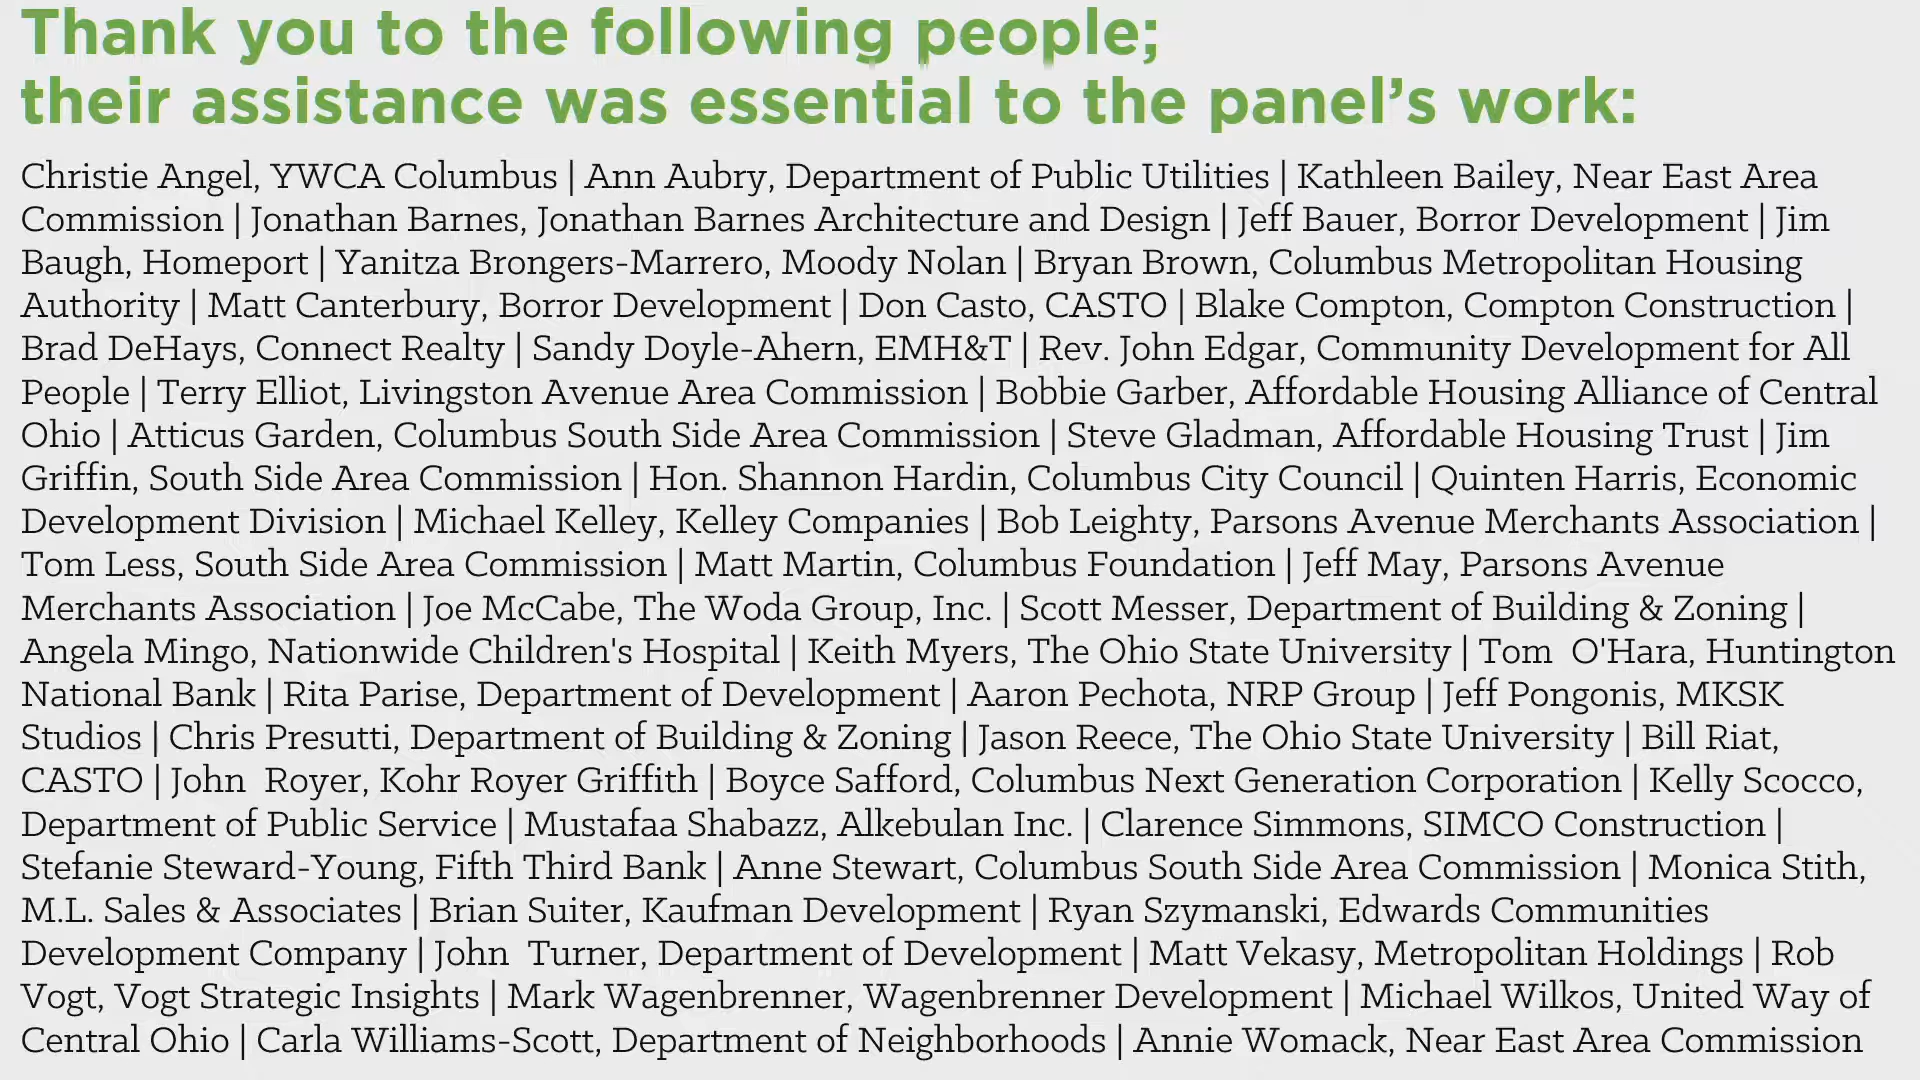 Thank you to the following people;
their assistance was essential to the panel’s work:
Christie Angel, YWCA Columbus | Ann Aubry, Department of Public Utilities | Kathleen Bailey, Near East Area
Commission | Jonathan Barnes, Jonathan Barnes Architecture and Design | Jeff Bauer, Borror Development | Jim
Baugh, Homeport | Yanitza Brongers-Marrero, Moody Nolan | Bryan Brown, Columbus Metropolitan Housing
Authority | Matt Canterbury, Borror Development | Don Casto, CASTO | Blake Compton, Compton Construction |
Brad DeHays, Connect Realty | Sandy Doyle-Ahern, EMH&T | Rev. John Edgar, Community Development for All
People | Terry Elliot, Livingston Avenue Area Commission | Bobbie Garber, Affordable Housing Alliance of Central
Ohio | Atticus Garden, Columbus South Side Area Commission | Steve Gladman, Affordable Housing Trust | Jim
Griffin, South Side Area Commission | Hon. Shannon Hardin, Columbus City Council | Quinten Harris, Economic
Development Division | Michael Kelley, Kelley Companies | Bob Leighty, Parsons Avenue Merchants Association |
Tom Less, South Side Area Commission | Matt Martin, Columbus Foundation | Jeff May, Parsons Avenue
Merchants Association | Joe McCabe, The Woda Group, Inc. | Scott Messer, Department of Building & Zoning |
Angela Mingo, Nationwide Children's Hospital | Keith Myers, The Ohio State University | Tom  O'Hara, Huntington
National Bank | Rita Parise, Department of Development | Aaron Pechota, NRP Group | Jeff Pongonis, MKSK
Studios | Chris Presutti, Department of Building & Zoning | Jason Reece, The Ohio State University | Bill Riat,
CASTO | John  Royer, Kohr Royer Griffith | Boyce Safford, Columbus Next Generation Corporation | Kelly Scocco,
Department of Public Service | Mustafaa Shabazz, Alkebulan Inc. | Clarence Simmons, SIMCO Construction |
Stefanie Steward-Young, Fifth Third Bank | Anne Stewart, Columbus South Side Area Commission | Monica Stith,
M.L. Sales & Associates | Brian Suiter, Kaufman Development | Ryan Szymanski, Edwards Communities
Development Company | John  Turner, Department of Development | Matt Vekasy, Metropolitan Holdings | Rob
Vogt, Vogt Strategic Insights | Mark Wagenbrenner, Wagenbrenner Development | Michael Wilkos, United Way of
Central Ohio | Carla Williams-Scott, Department of Neighborhoods | Annie Womack, Near East Area Commission